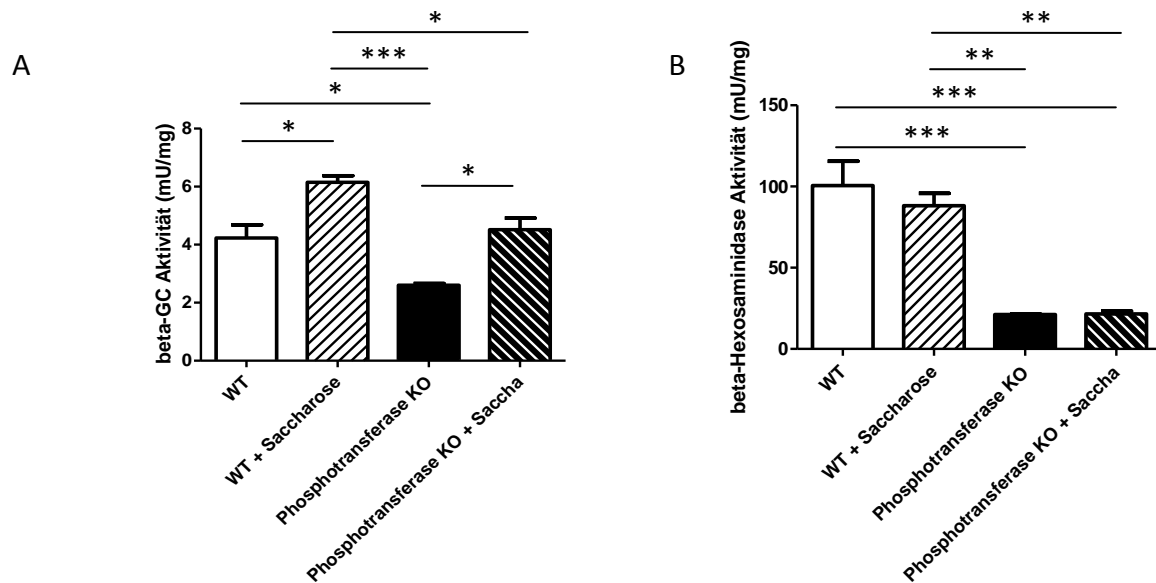 A
*
***
*
*
*
beta-GC Aktivität (mU/mg)
8
6
4
2
0
WT
WT + Saccharose
Phosphotransferase KO
Phosphotransferase KO + Saccha
B
**
**
***
***
beta-Hexosaminidase Aktivität (mU/mg)
150
100
50
0
WT
WT + Saccharose
Phosphotransferase KO
Phosphotransferase KO + Saccha